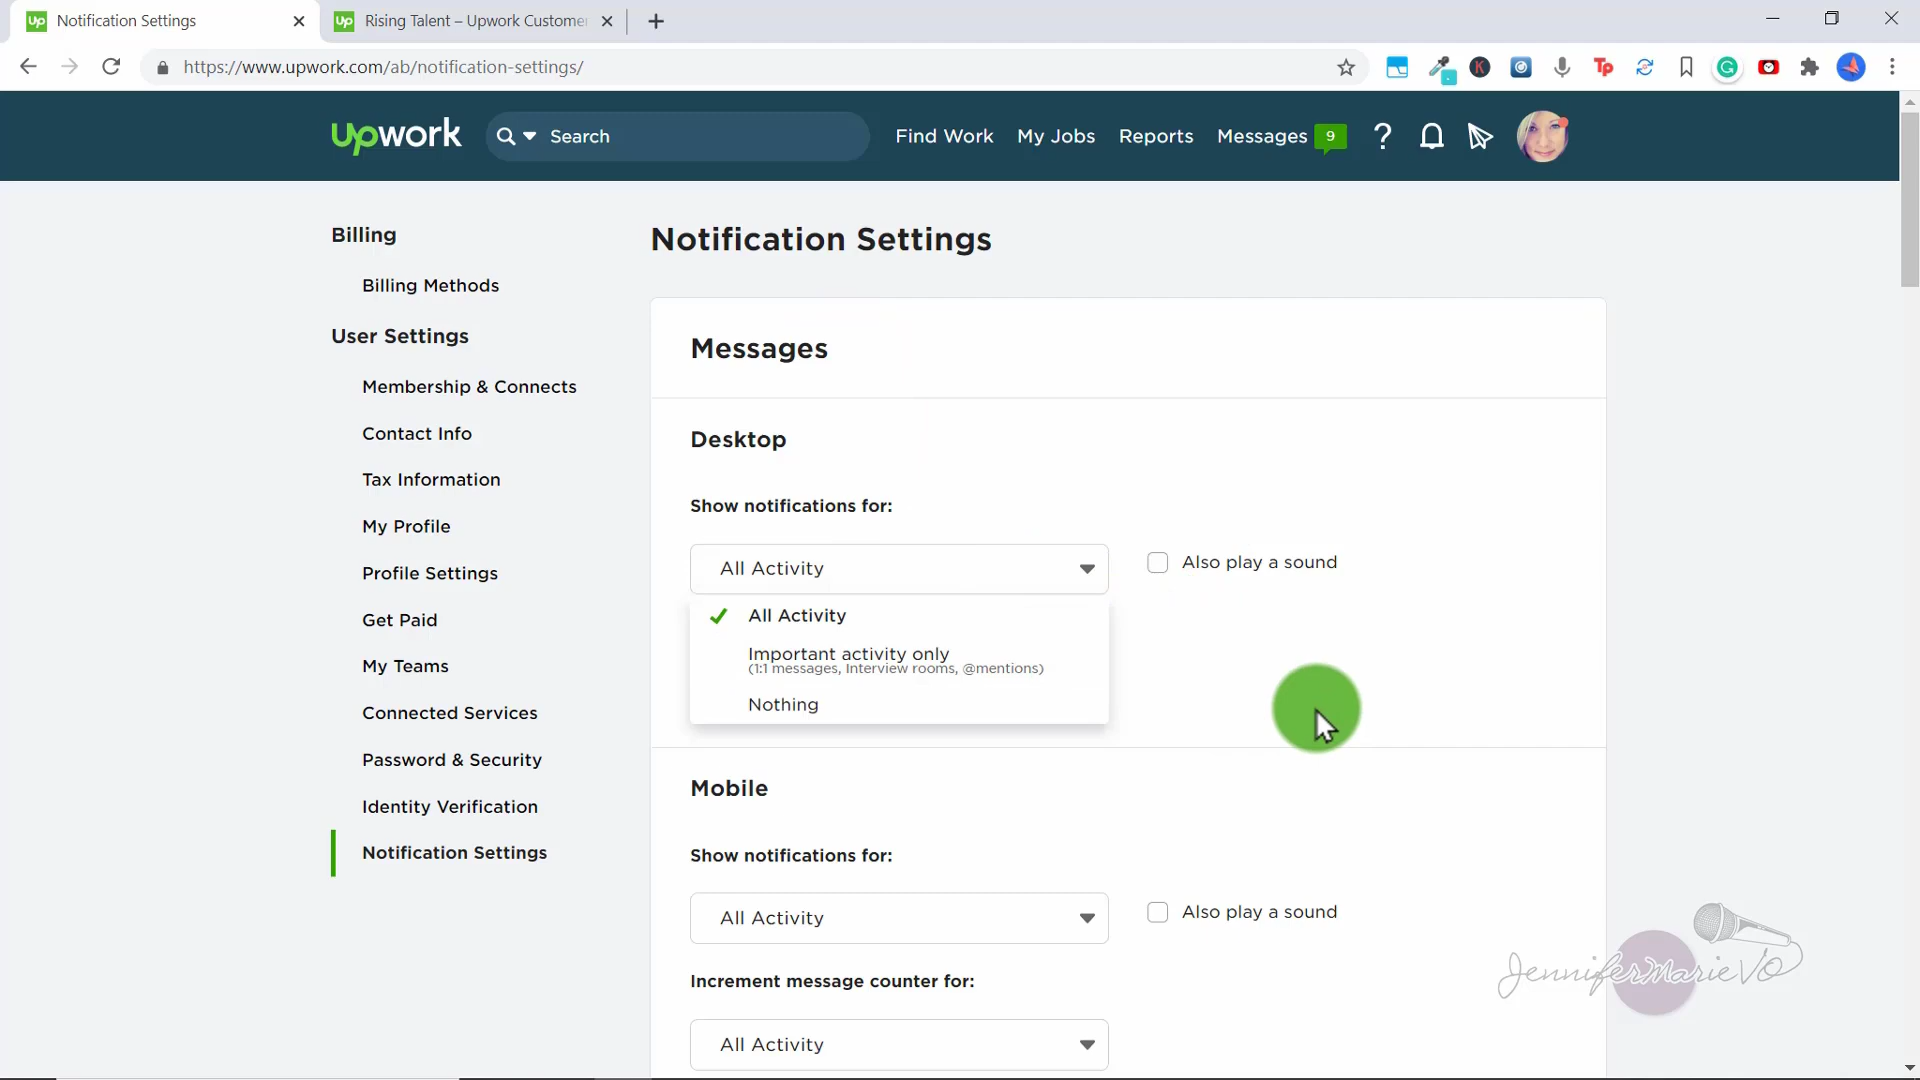 Notification Settings
Rising Talent – Upwork Custome
https://www.upwork.com/ab/notification-settings/
upwork
Search
Find Work
My Jobs
Reports
Messages
9
Billing
Billing Methods
User Settings
Membership & Connects
Contact Info
Tax Information
My Profile
Profile Settings
Get Paid
My Teams
Connected Services
Password & Security
Identity Verification
Notification Settings
Notification Settings
Messages
Desktop
Show notifications for:
All Activity
Also play a sound
All Activity
Important activity only
(1:1 messages, Interview rooms, @mentions)
Nothing
Mobile
Show notifications for:
All Activity
Also play a sound
Increment message counter for:
All Activity
JenniferMarieVO